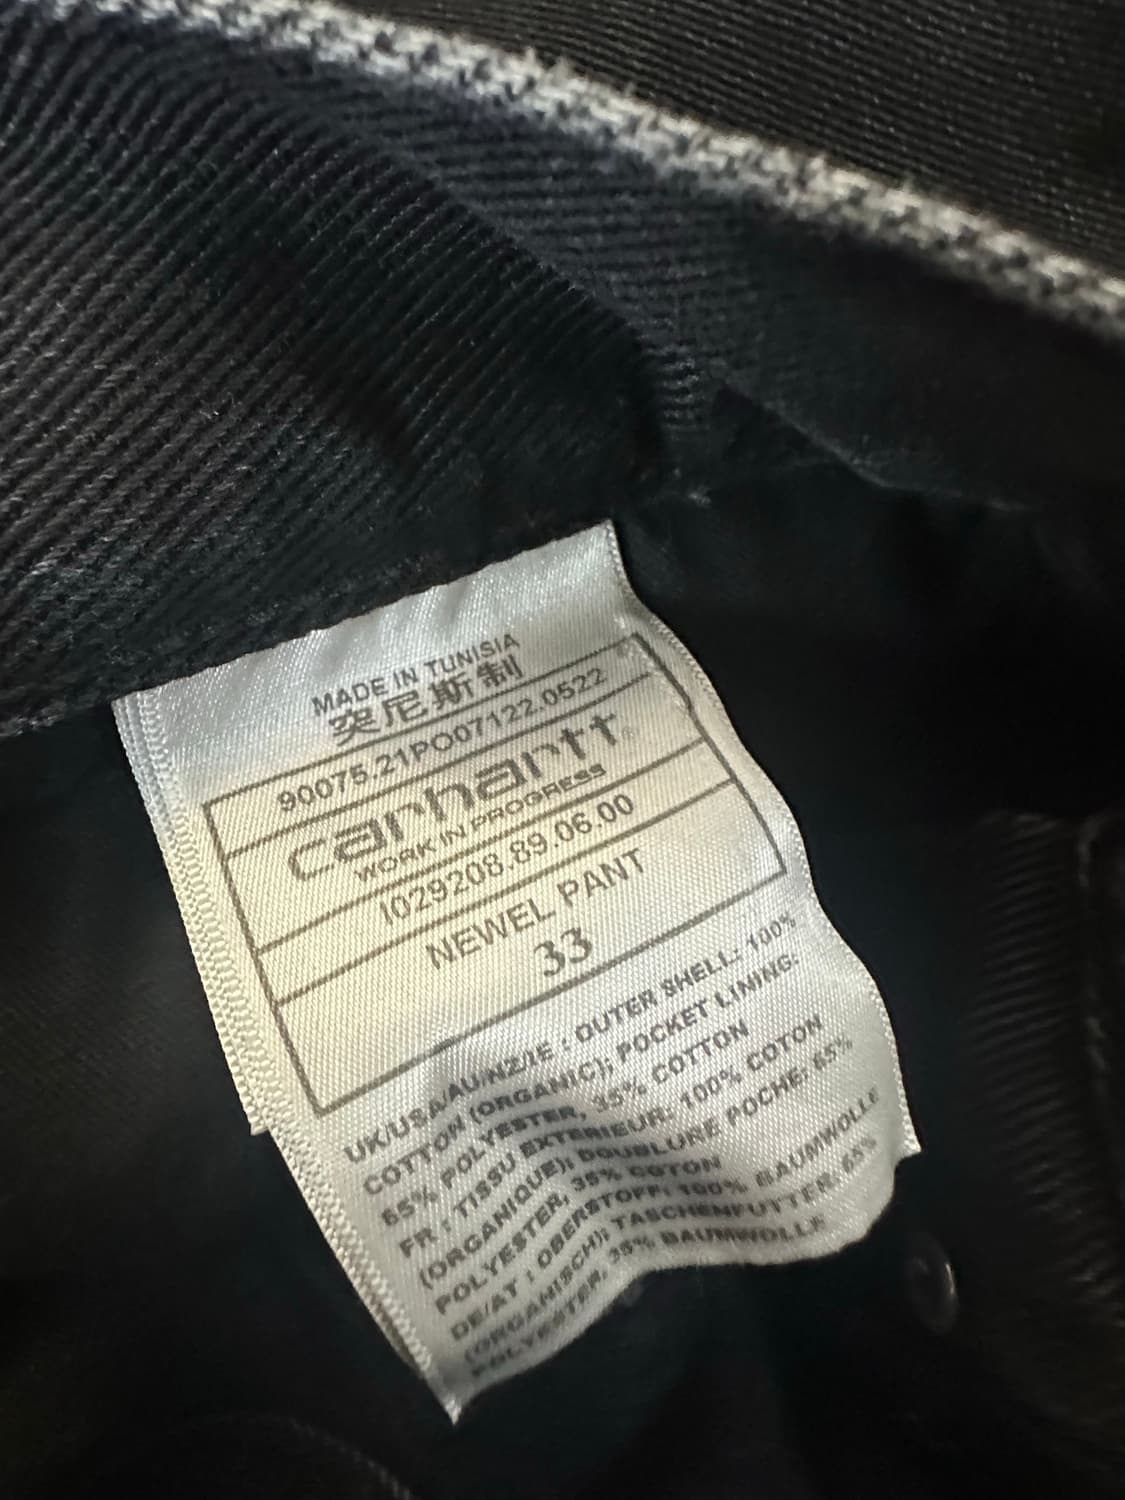 MADE IN TUNISIA
突尼斯制
90075.21PO07122.0522
carhartt®
WORK IN PROGRESS
I029208.89.06.00
NEWEL PANT
33
UK/USA/AU/NZ/IE : OUTER SHELL: 100%
COTTON (ORGANIC); POCKET LINING:
65% POLYESTER, 35% COTTON
FR : TISSU EXTERIEUR: 100% COTON
(ORGANIQUE); DOUBLURE POCHE: 65%
POLYESTER, 35% COTON
DE/AT : OBERSTOFF: 100% BAUMWOLLE
(ORGANISCH); TASCHENFUTTER: 65%
POLYESTER, 35% BAUMWOLLE